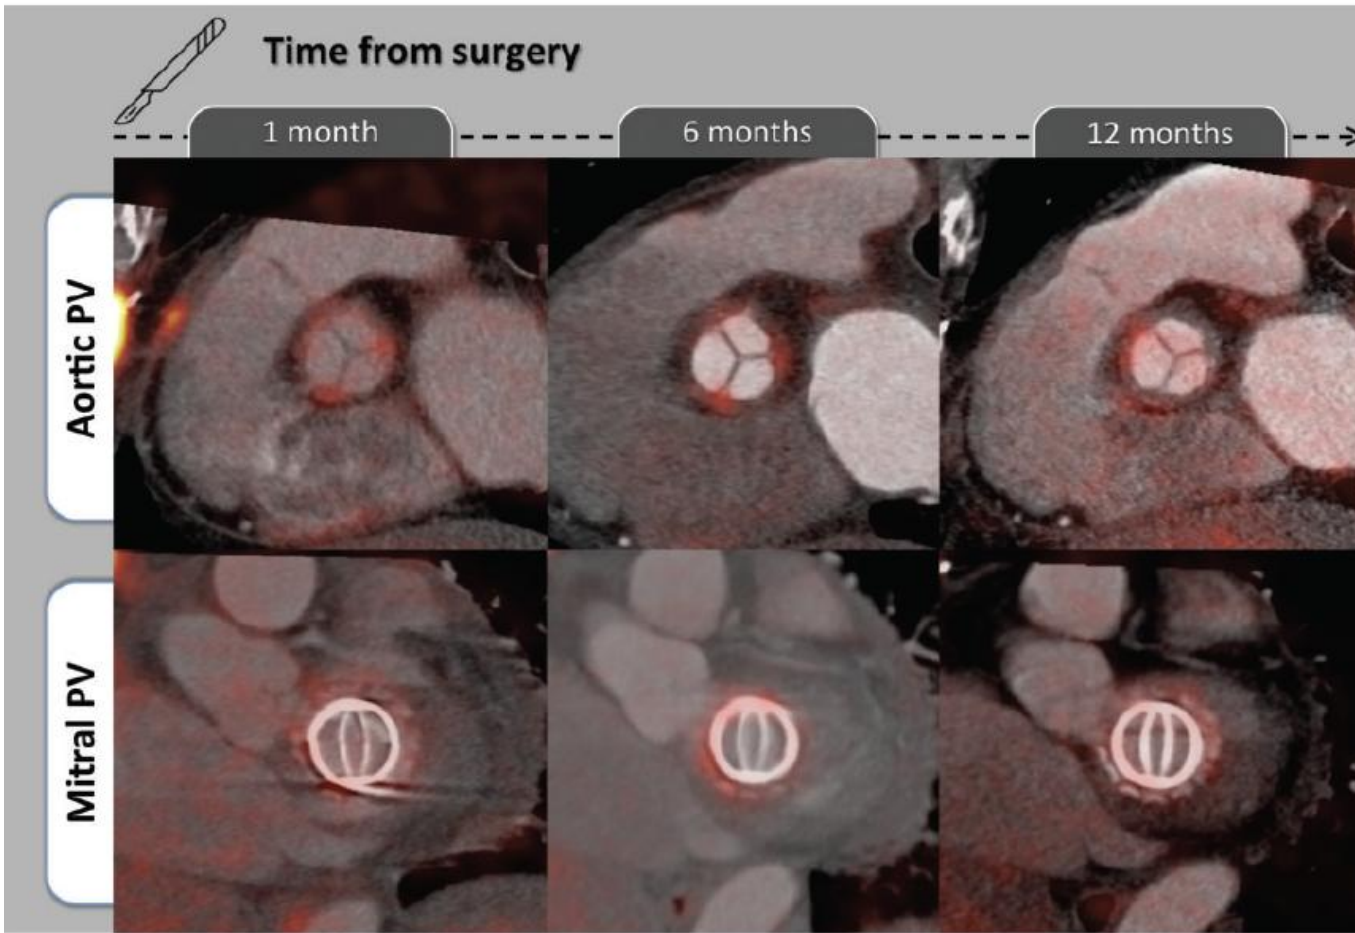 Time from surgery
1 month
6 months
12 months
Aortic PV
Mitral PV